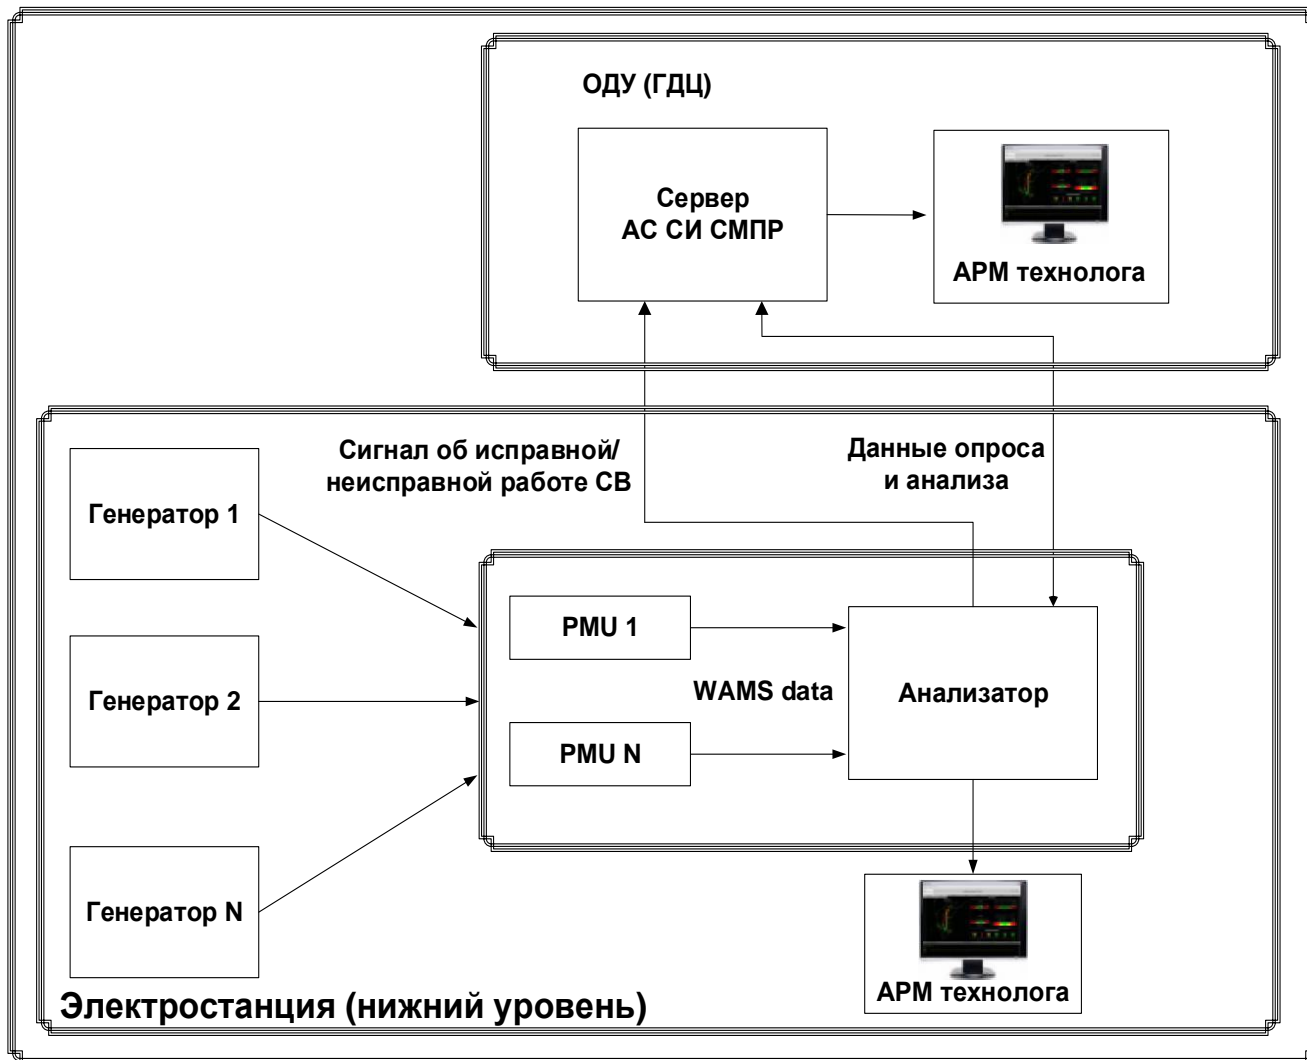 ОДУ (ГДЦ)
Сервер
АС СИ СМПР
АРМ технолога
Сигнал об исправной/
неисправной работе СВ
Данные опроса
и анализа
Генератор 1
Генератор 2
Генератор N
PMU 1
WAMS data
PMU N
Анализатор
АРМ технолога
Электростанция (нижний уровень)